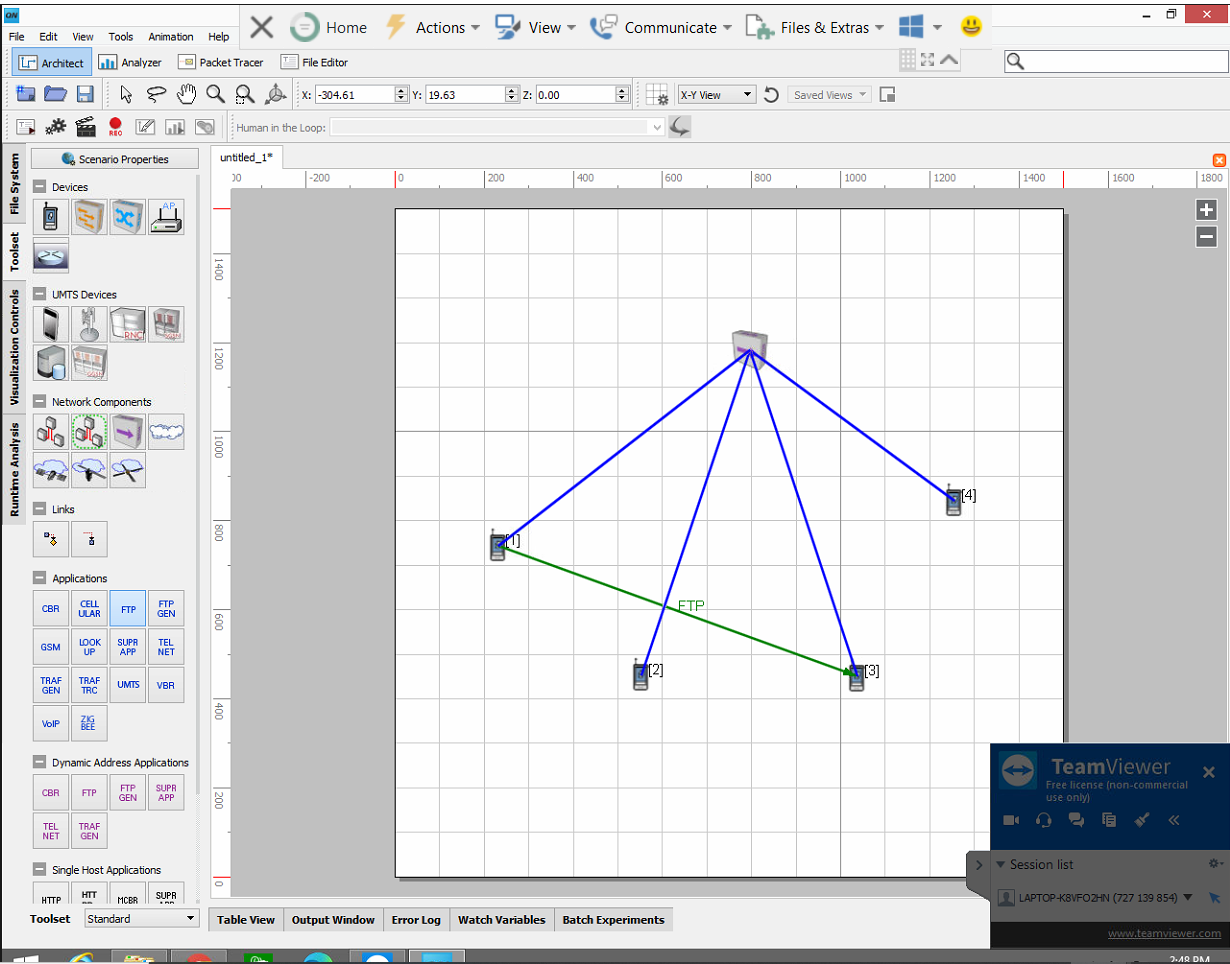 ON
Home Actions View Communicate Files & Extras
File Edit View Tools Animation Help
Architect Analyzer Packet Tracer File Editor
X: -304.61 Y: 19.63 Z: 0.00 X-Y View Saved Views
REC Human in the Loop:
File System
Toolset
Visualization Controls
Runtime Analysis
Scenario Properties
Devices
AP
UMTS Devices
RNC
Network Components
Links
Applications
CBR CELLULAR FTP FTP GEN
GSM LOOK UP SUPR APP TEL NET
TRAF GEN TRAF TRC UMTS VBR
VoIP ZIG BEE
Dynamic Address Applications
CBR FTP FTP GEN SUPR APP
TEL NET TRAF GEN
Single Host Applications
HTTP HTT MCBR SUPR
Toolset Standard
untitled_1*
00 -200 0 200 400 600 800 1000 1200 1400 1600 1800
1400
1200
1000
800
600
400
200
0
[4]
[1]
FTP
[2]
[3]
Table View Output Window Error Log Watch Variables Batch Experiments
TeamViewer
Free license (non-commercial
use only)
Session list
LAPTOP-K8VFO2HN (727 139 854)
www.teamviewer.com
2:48 PM